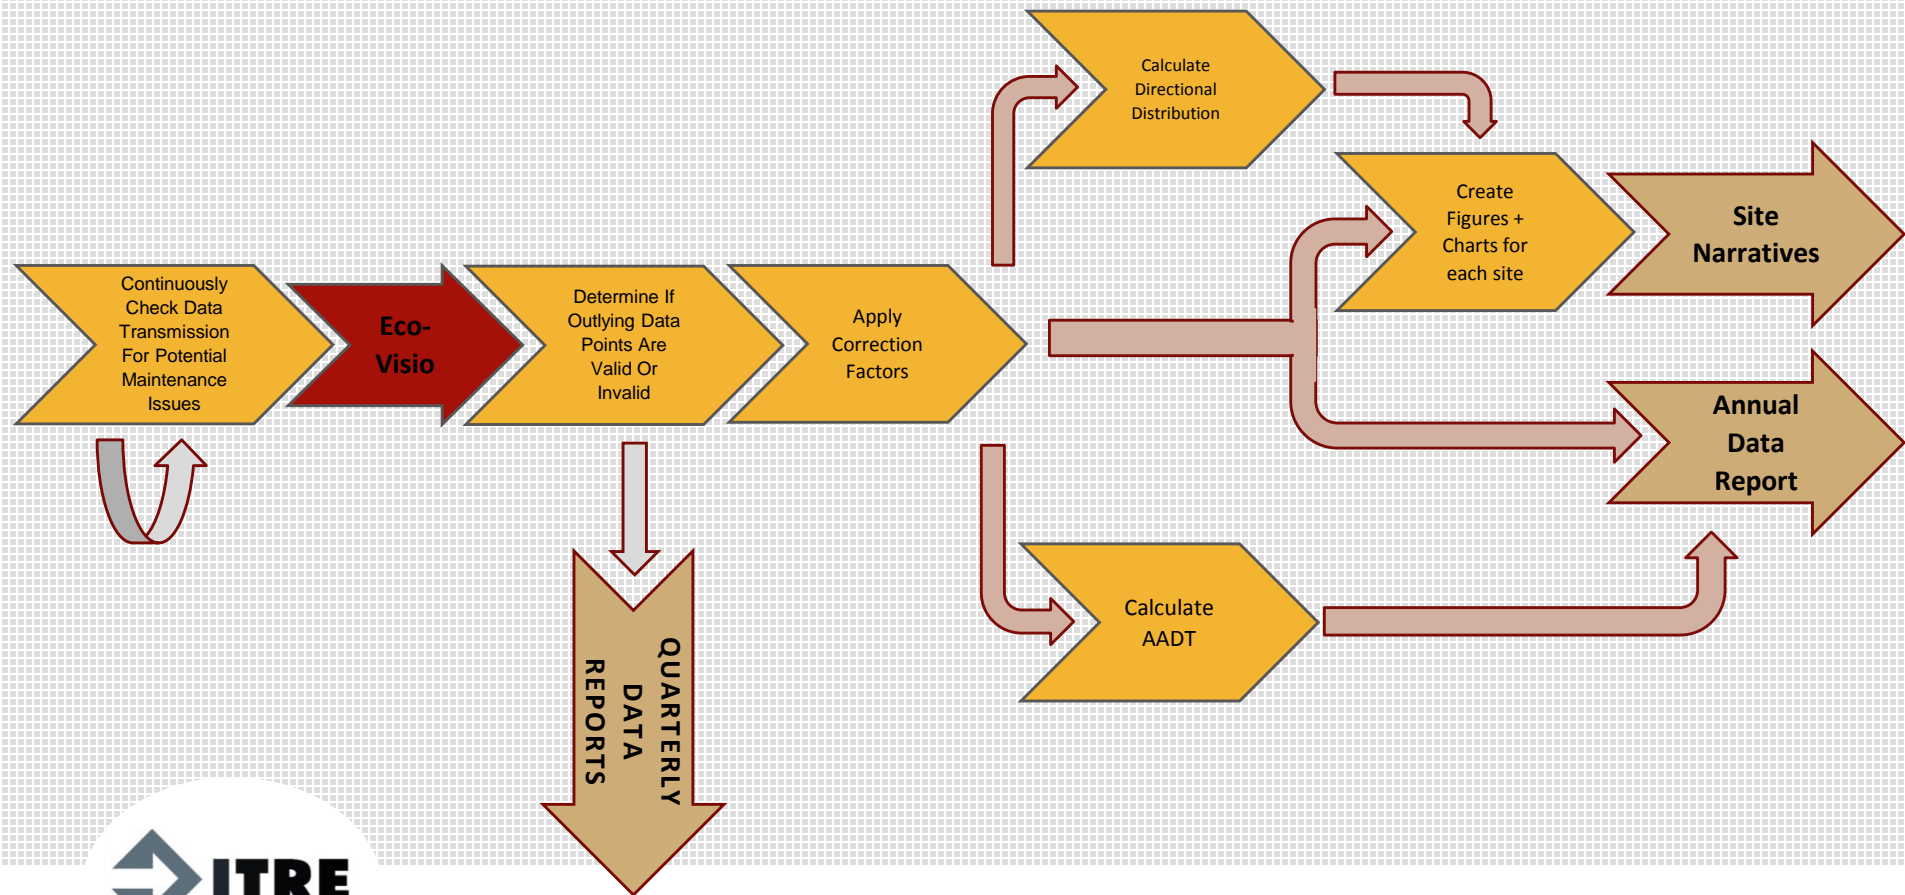 Calculate
Directional
Distribution
Create
Figures +
Charts for
each site
Site
Narratives
Continuously
Check Data
Transmission
For Potential
Maintenance
Issues
Eco-
Visio
Determine If
Outlying Data
Points Are
Valid Or
Invalid
Apply
Correction
Factors
Annual
Data
Report
Calculate
AADT
QUARTERLY
DATA
REPORTS
ITRE